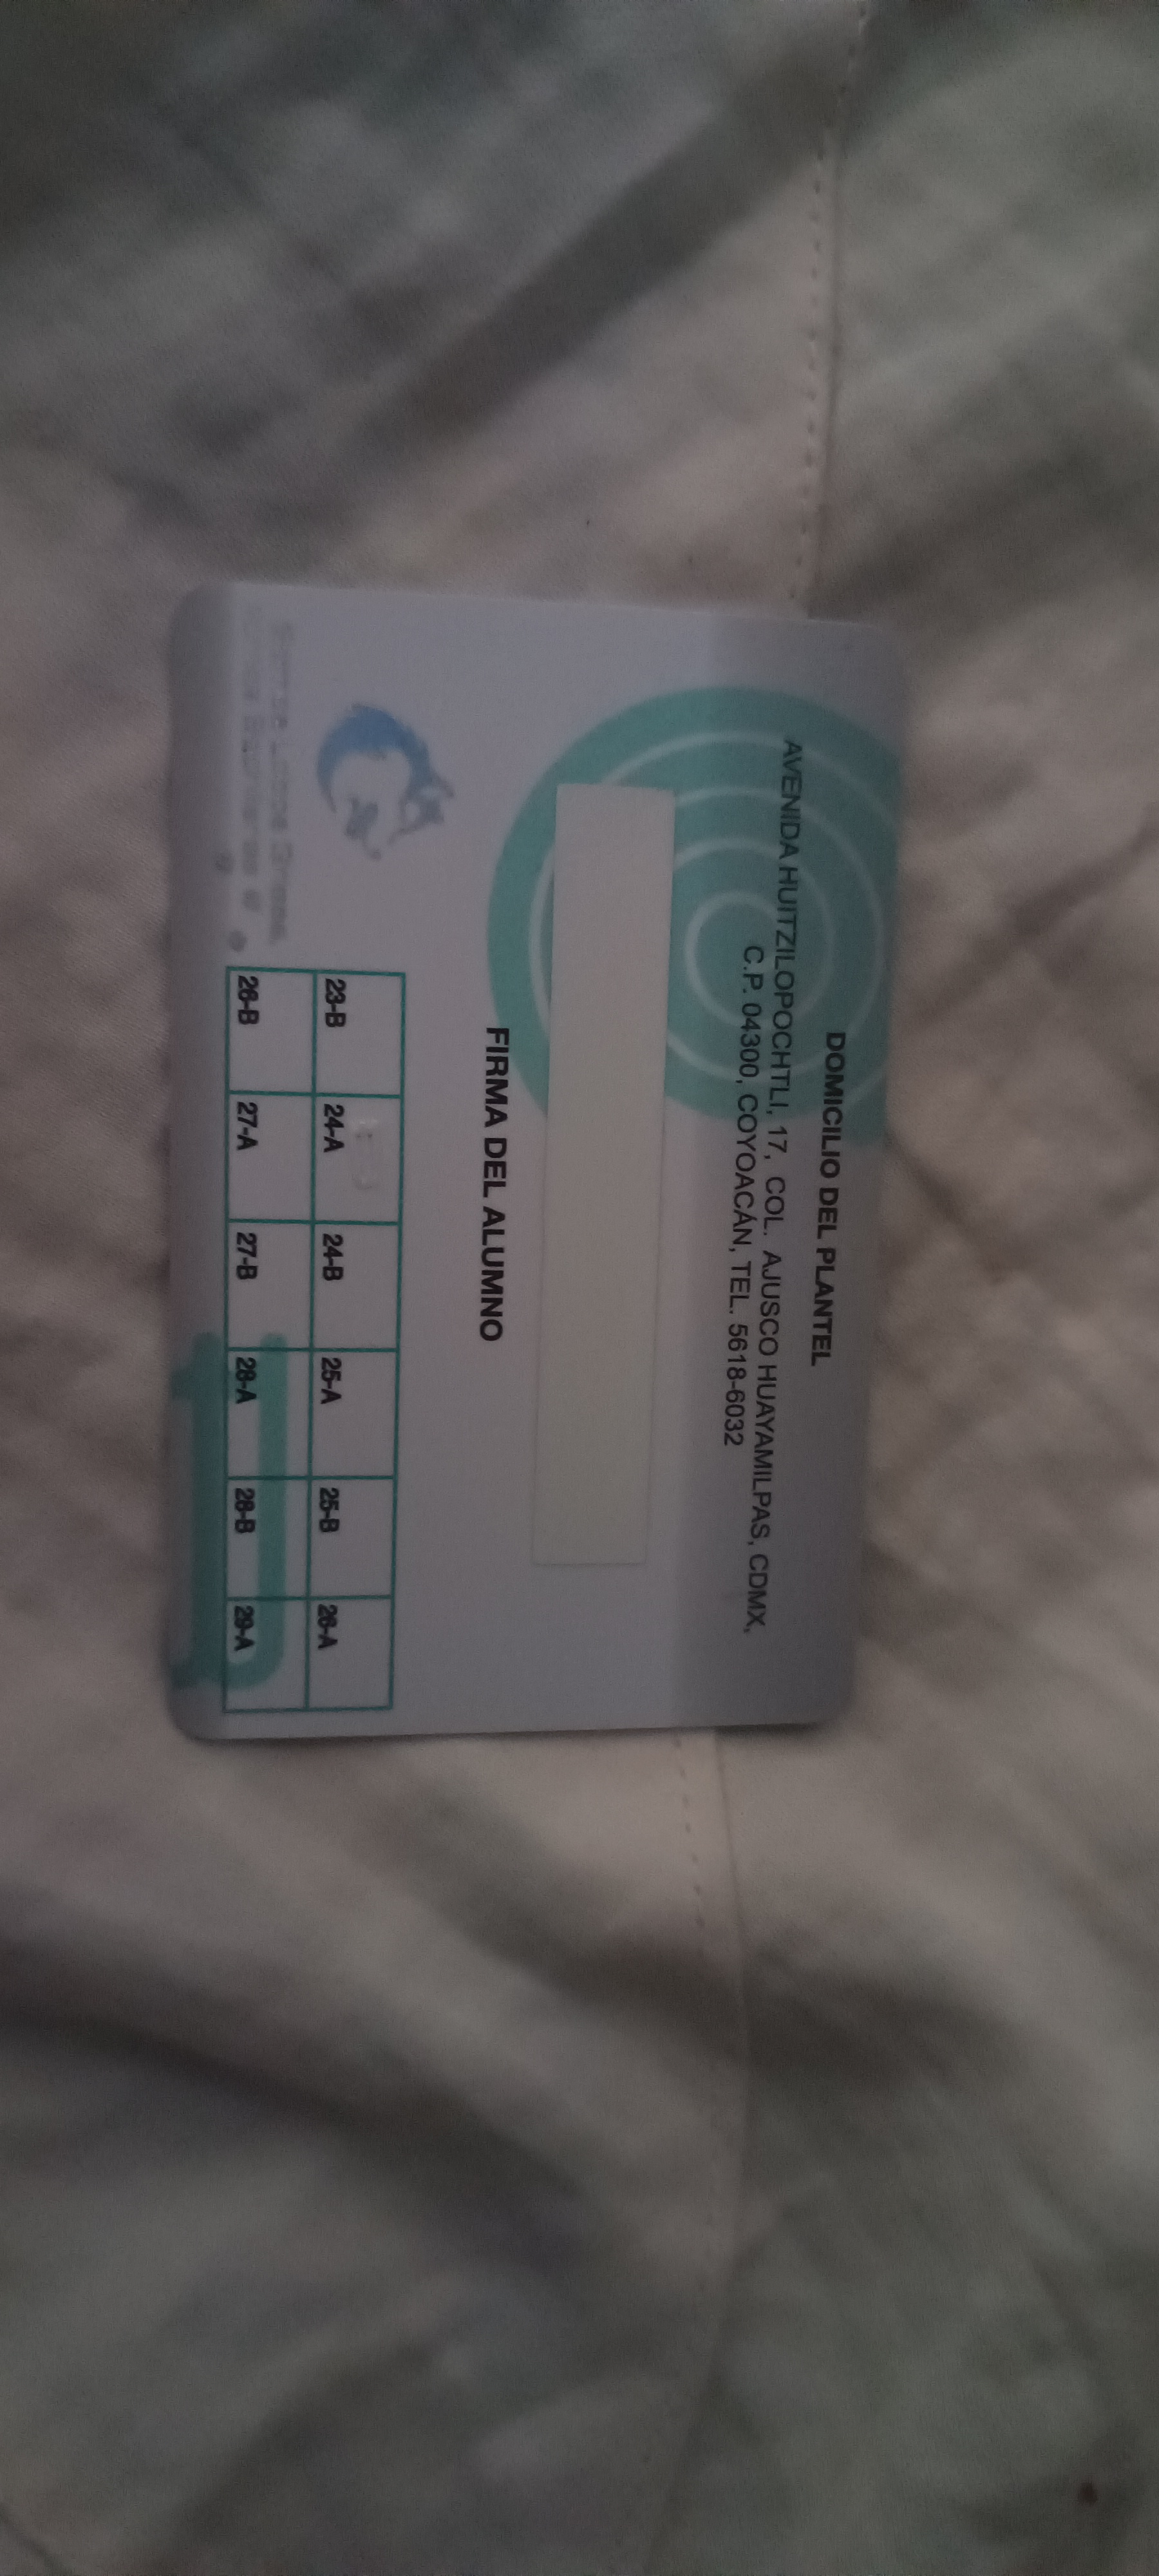 DOMICILIO DEL PLANTEL
AVENIDA HUITZILOPOCHTLI, 17, COL. AJUSCO HUAYAMILPAS, CDMX,
C.P. 04300, COYOACÁN, TEL. 5618-6032
FIRMA DEL ALUMNO
23-B 24-A 24-B 25-A 25-B 26-A
26-B 27-A 27-B 28-A 28-B 29-A